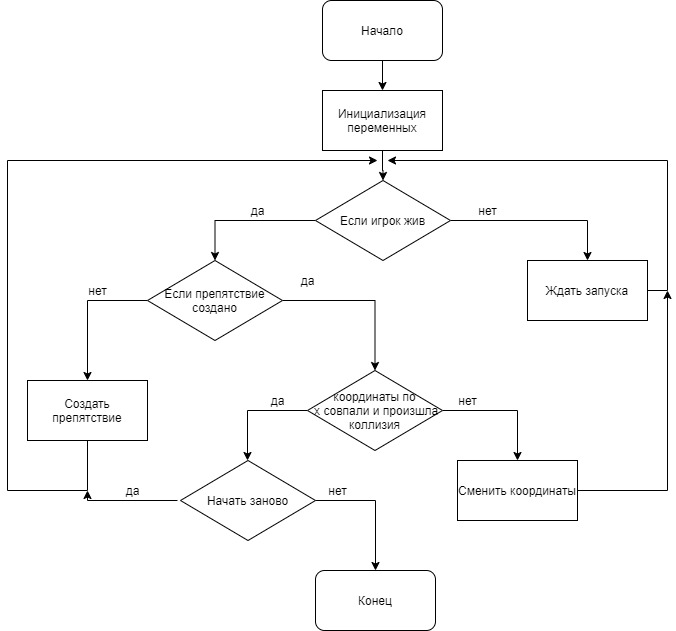 Начало
Инициализация
переменных
Если игрок жив
да
нет
Если препятствие
создано
нет
да
Ждать запуска
Создать
препятствие
координаты по
х совпали и произшла
коллизия
да
нет
Начать заново
да
нет
Сменить координаты
Конец